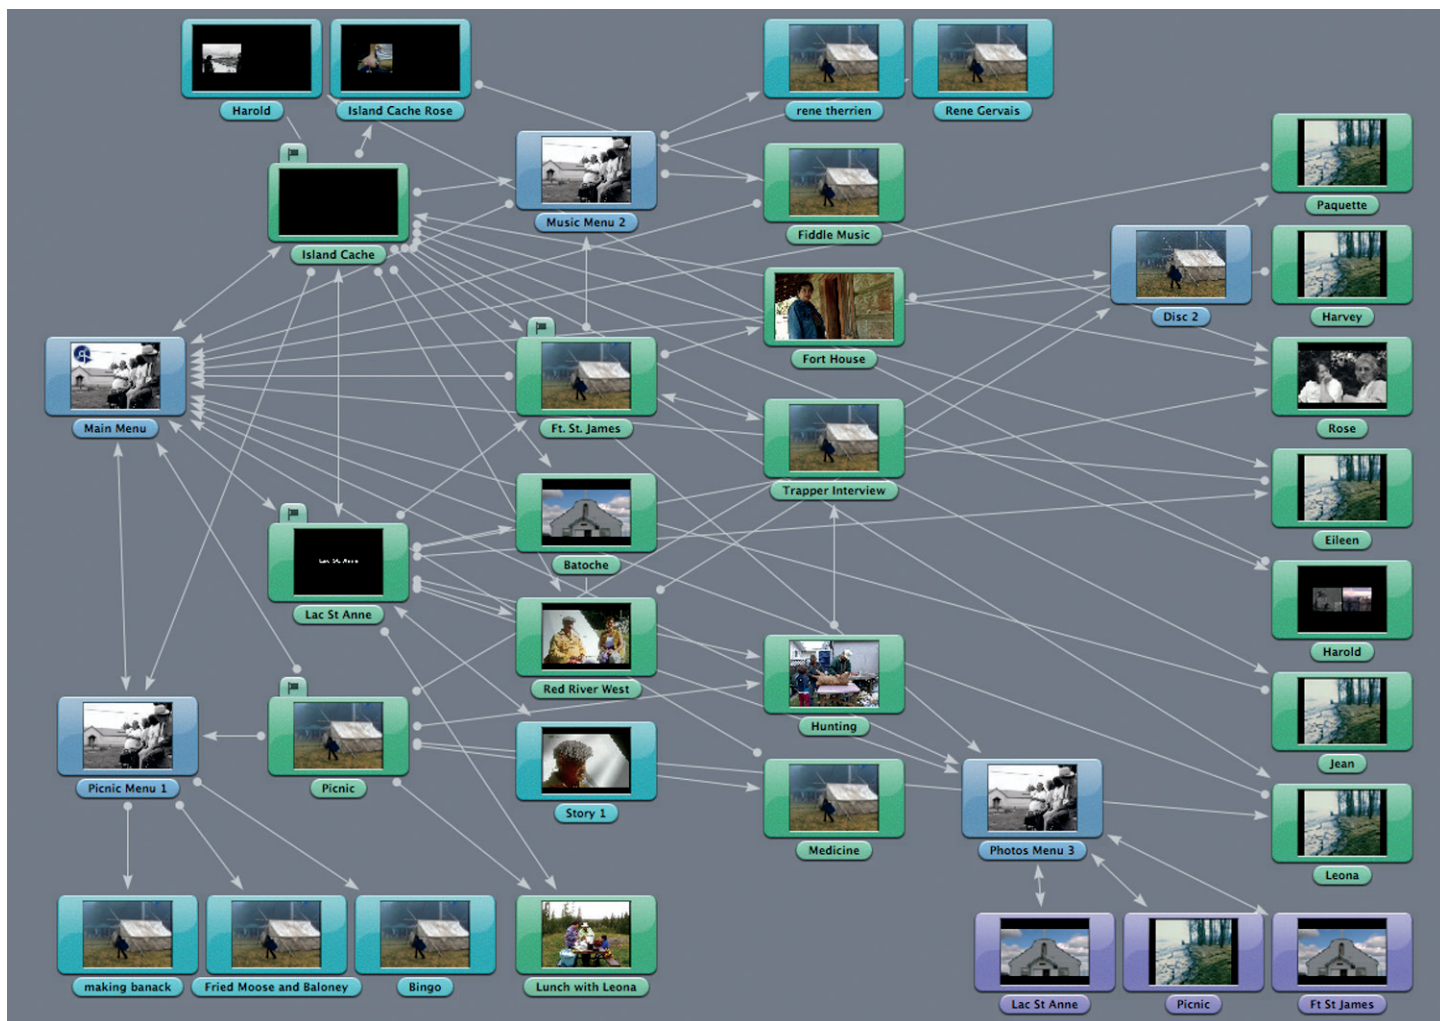 Harold
Island Cache Rose
rene therrien
Rene Gervais
Paquette
Music Menu 2
Fiddle Music
Island Cache
Harvey
Disc 2
Fort House
Main Menu
Ft. St. James
Rose
Trapper Interview
Eileen
Batoche
Lac St. Anne
Lac St Anne
Harold
Red River West
Hunting
Jean
Picnic Menu 1
Picnic
Story 1
Medicine
Photos Menu 3
Leona
making banack
Fried Moose and Baloney
Bingo
Lunch with Leona
Lac St Anne
Picnic
Ft St James